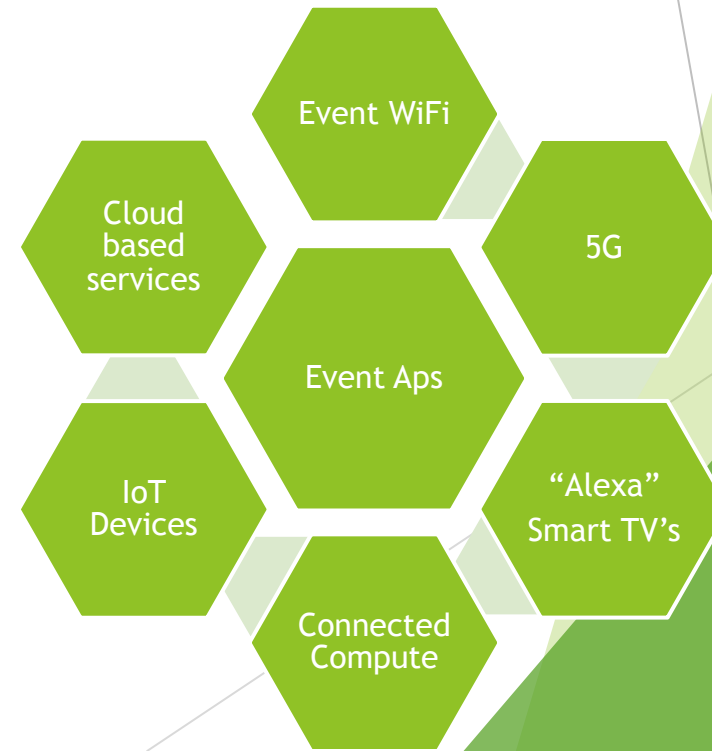 Event WiFi
Cloud
based
services
5G
Event Aps
IoT
Devices
“Alexa”
Smart TV’s
Connected
Compute